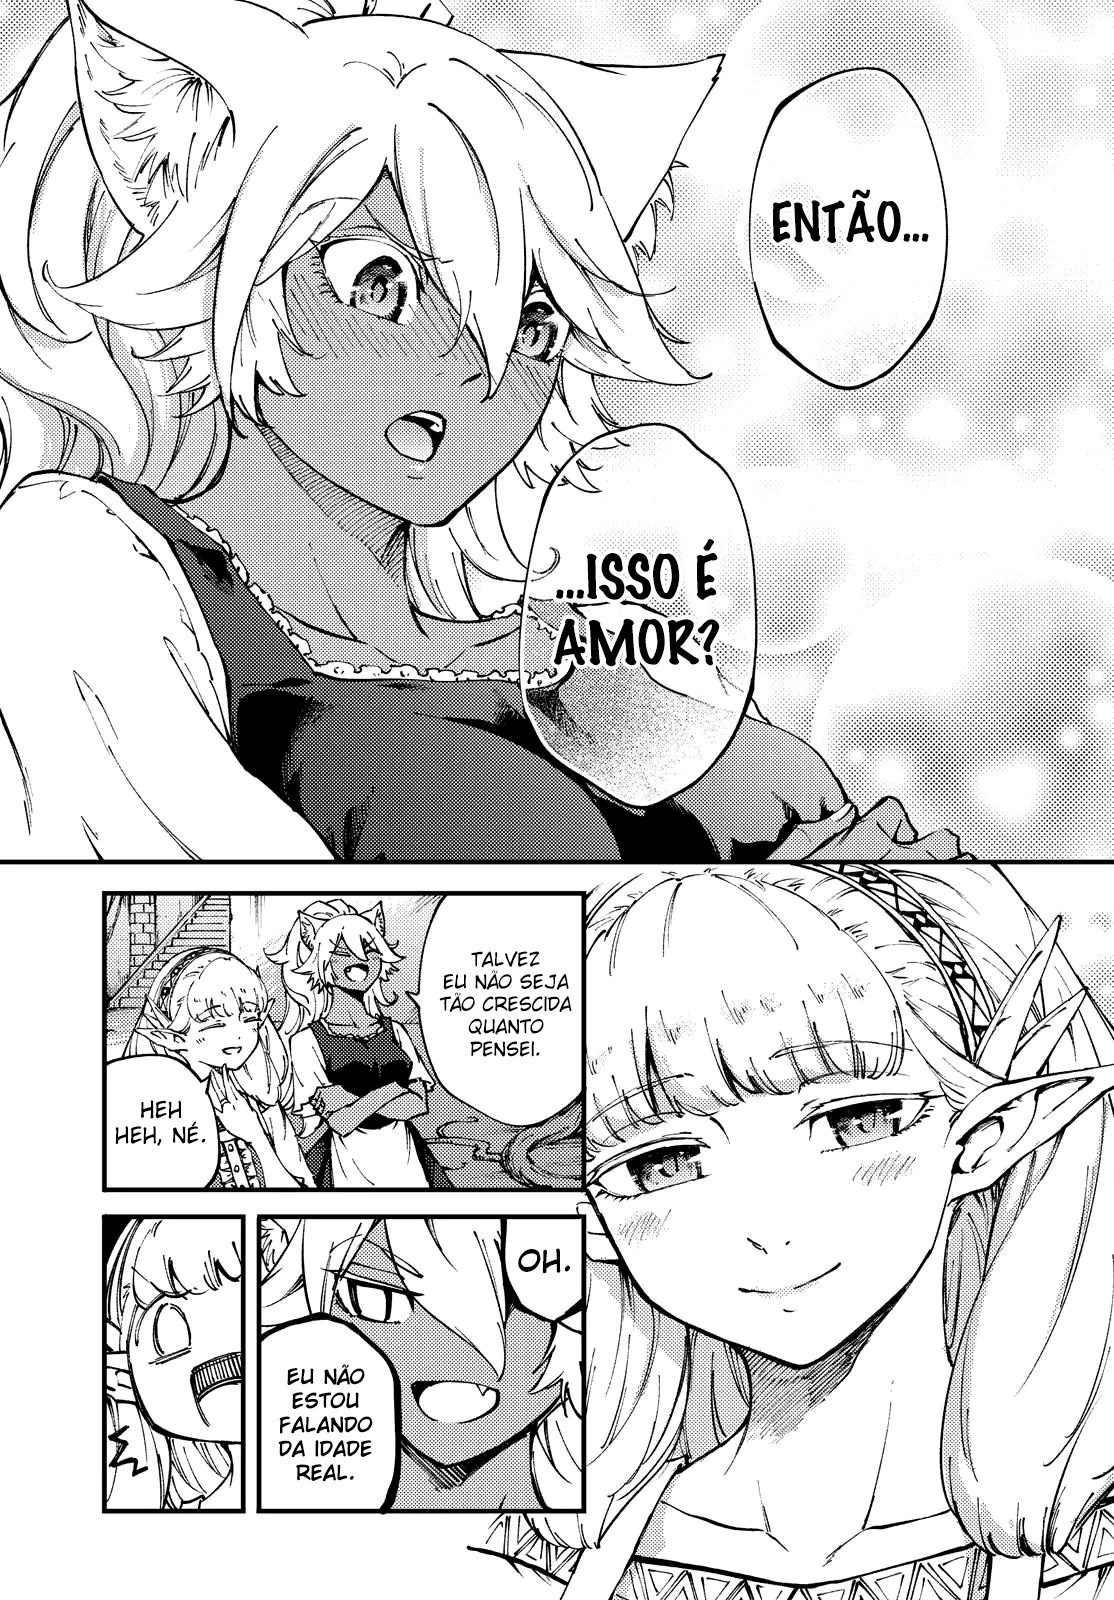 ENTÃO...
...ISSO É
AMOR?
TALVEZ
EU NÃO SEJA
TÃO CRESCIDA
QUANTO
PENSEI.
HEH
HEH, NÉ.
OH.
EU NÃO
ESTOU
FALANDO
DA IDADE
REAL.